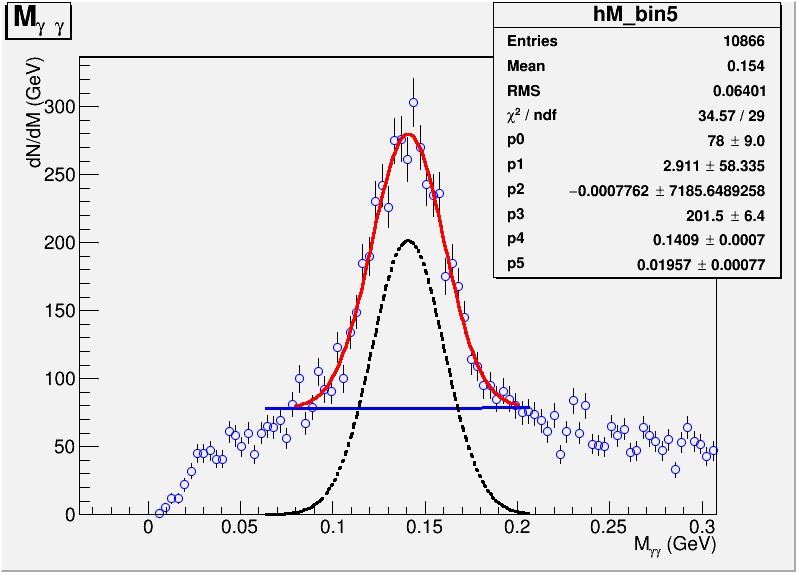 M γ γ
hM_bin5
Entries 10866
Mean 0.154
RMS 0.06401
χ² / ndf 34.57 / 29
p0 78 ± 9.0
p1 2.911 ± 58.335
p2 −0.0007762 ± 7185.6489258
p3 201.5 ± 6.4
p4 0.1409 ± 0.0007
p5 0.01957 ± 0.00077
dN/dM (GeV)
300
250
200
150
100
50
0
0 0.05 0.1 0.15 0.2 0.25 0.3
M γγ (GeV)